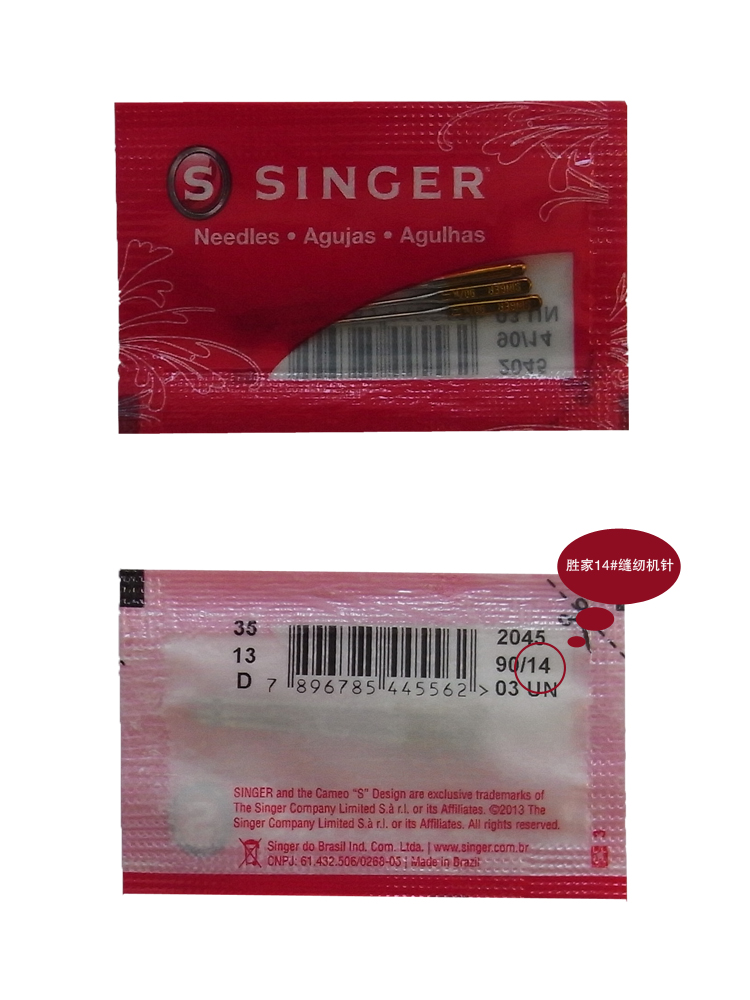 S SINGER
Needles • Agujas • Agulhas
03 UN
90/14
2045
胜家14#缝纫机针
35
13
D
2045
90/14
03 UN
7 896785 445562 >
SINGER and the Cameo “S” Design are exclusive trademarks of
The Singer Company Limited S.à r.l. or its Affiliates. ©2013 The
Singer Company Limited S.à r.l. or its Affiliates. All rights reserved.
Singer do Brasil Ind. Com. Ltda. | www.singer.com.br
CNPJ: 61.432.506/0268-03 | Made in Brazil